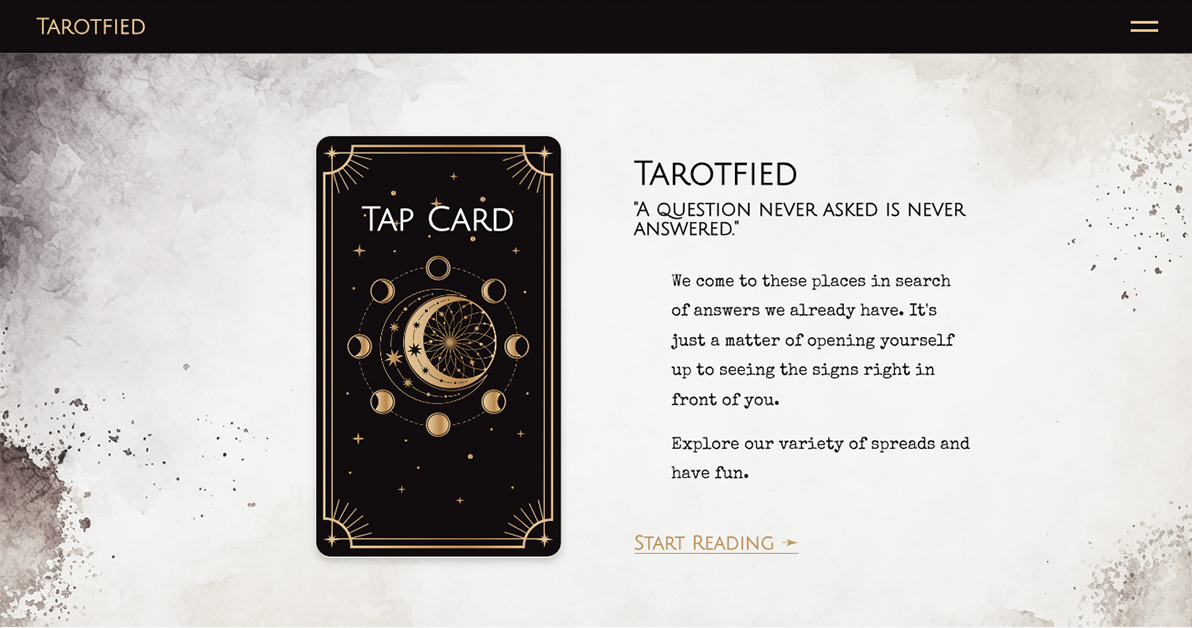 Tarotfied
Tap Card
Tarotfied
"A question never asked is never
answered."
We come to these places in search
of answers we already have. It's
just a matter of opening yourself
up to seeing the signs right in
front of you.
Explore our variety of spreads and
have fun.
Start Reading ➛